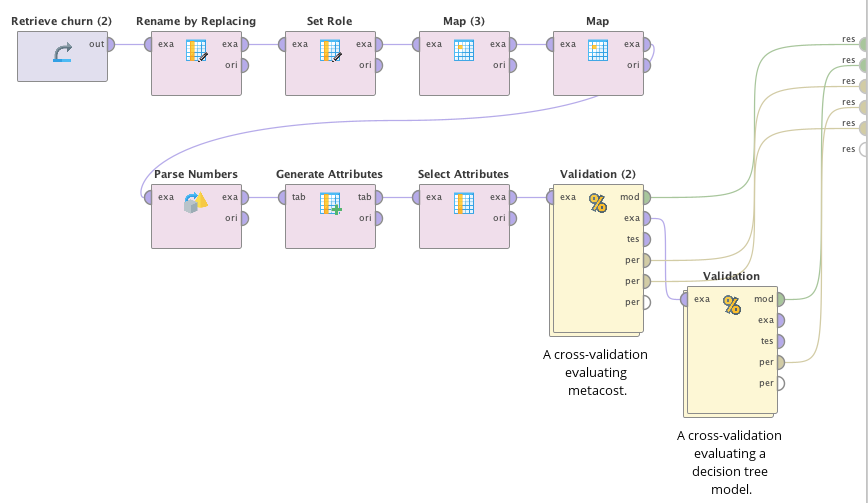 Retrieve churn (2)
Rename by Replacing
Set Role
Map (3)
Map
out
exa
exa
ori
exa
exa
ori
exa
exa
ori
exa
exa
ori
res
res
res
res
res
res
Parse Numbers
Generate Attributes
Select Attributes
Validation (2)
exa
exa
ori
tab
tab
ori
exa
exa
ori
exa
mod
exa
tes
per
per
per
A cross-validation
evaluating
metacost.
Validation
exa
mod
exa
tes
per
per
A cross-validation
evaluating a
decision tree
model.